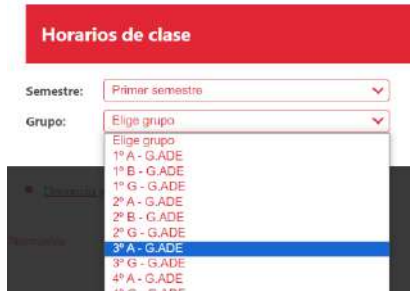 Horarios de clase
Semestre: Primer semestre
Grupo: Elige grupo
Elige grupo
1º A - G.ADE
1º B - G.ADE
1º G - G.ADE
2º A - G.ADE
2º B - G.ADE
2º G - G.ADE
3º A - G.ADE
3º G - G.ADE
4º A - G.ADE